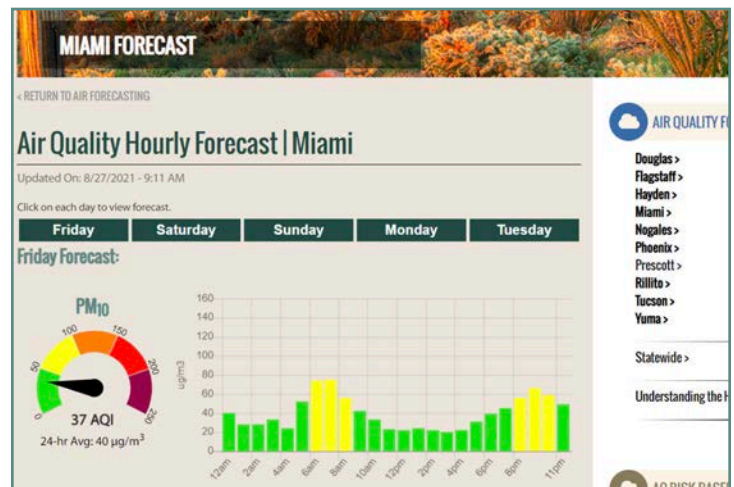 MIAMI FORECAST
< RETURN TO AIR FORECASTING
Air Quality Hourly Forecast | Miami
Updated On: 8/27/2021 - 9:11 AM
Click on each day to view forecast.
Friday Saturday Sunday Monday Tuesday
Friday Forecast:
PM10
0 50 100 150 200 250
37 AQI
24-hr Avg: 40 µg/m3
ug/m3
160
140
120
100
80
60
40
20
0
12am 2am 4am 6am 8am 10am 12pm 2pm 4pm 6pm 8pm 11pm
AIR QUALITY
Douglas >
Flagstaff >
Hayden >
Miami >
Nogales >
Phoenix >
Prescott >
Rillito >
Tucson >
Yuma >
Statewide >
Understanding the
AQ RISK